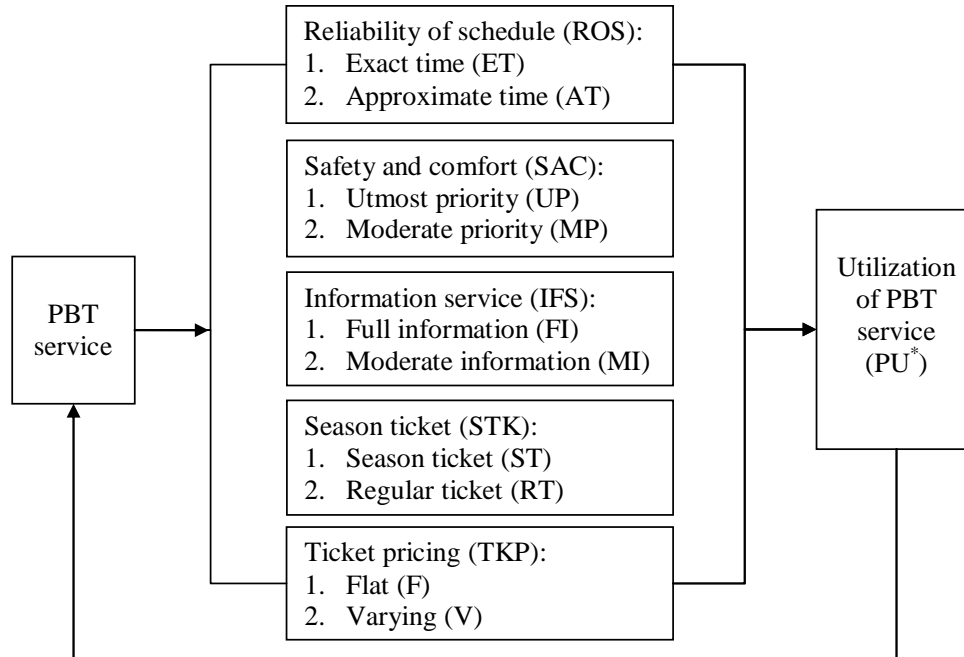 Reliability of schedule (ROS):
1. Exact time (ET)
2. Approximate time (AT)
Safety and comfort (SAC):
1. Utmost priority (UP)
2. Moderate priority (MP)
PBT
service
Information service (IFS):
1. Full information (FI)
2. Moderate information (MI)
Season ticket (STK):
1. Season ticket (ST)
2. Regular ticket (RT)
Ticket pricing (TKP):
1. Flat (F)
2. Varying (V)
Utilization
of PBT
service
(PU*)